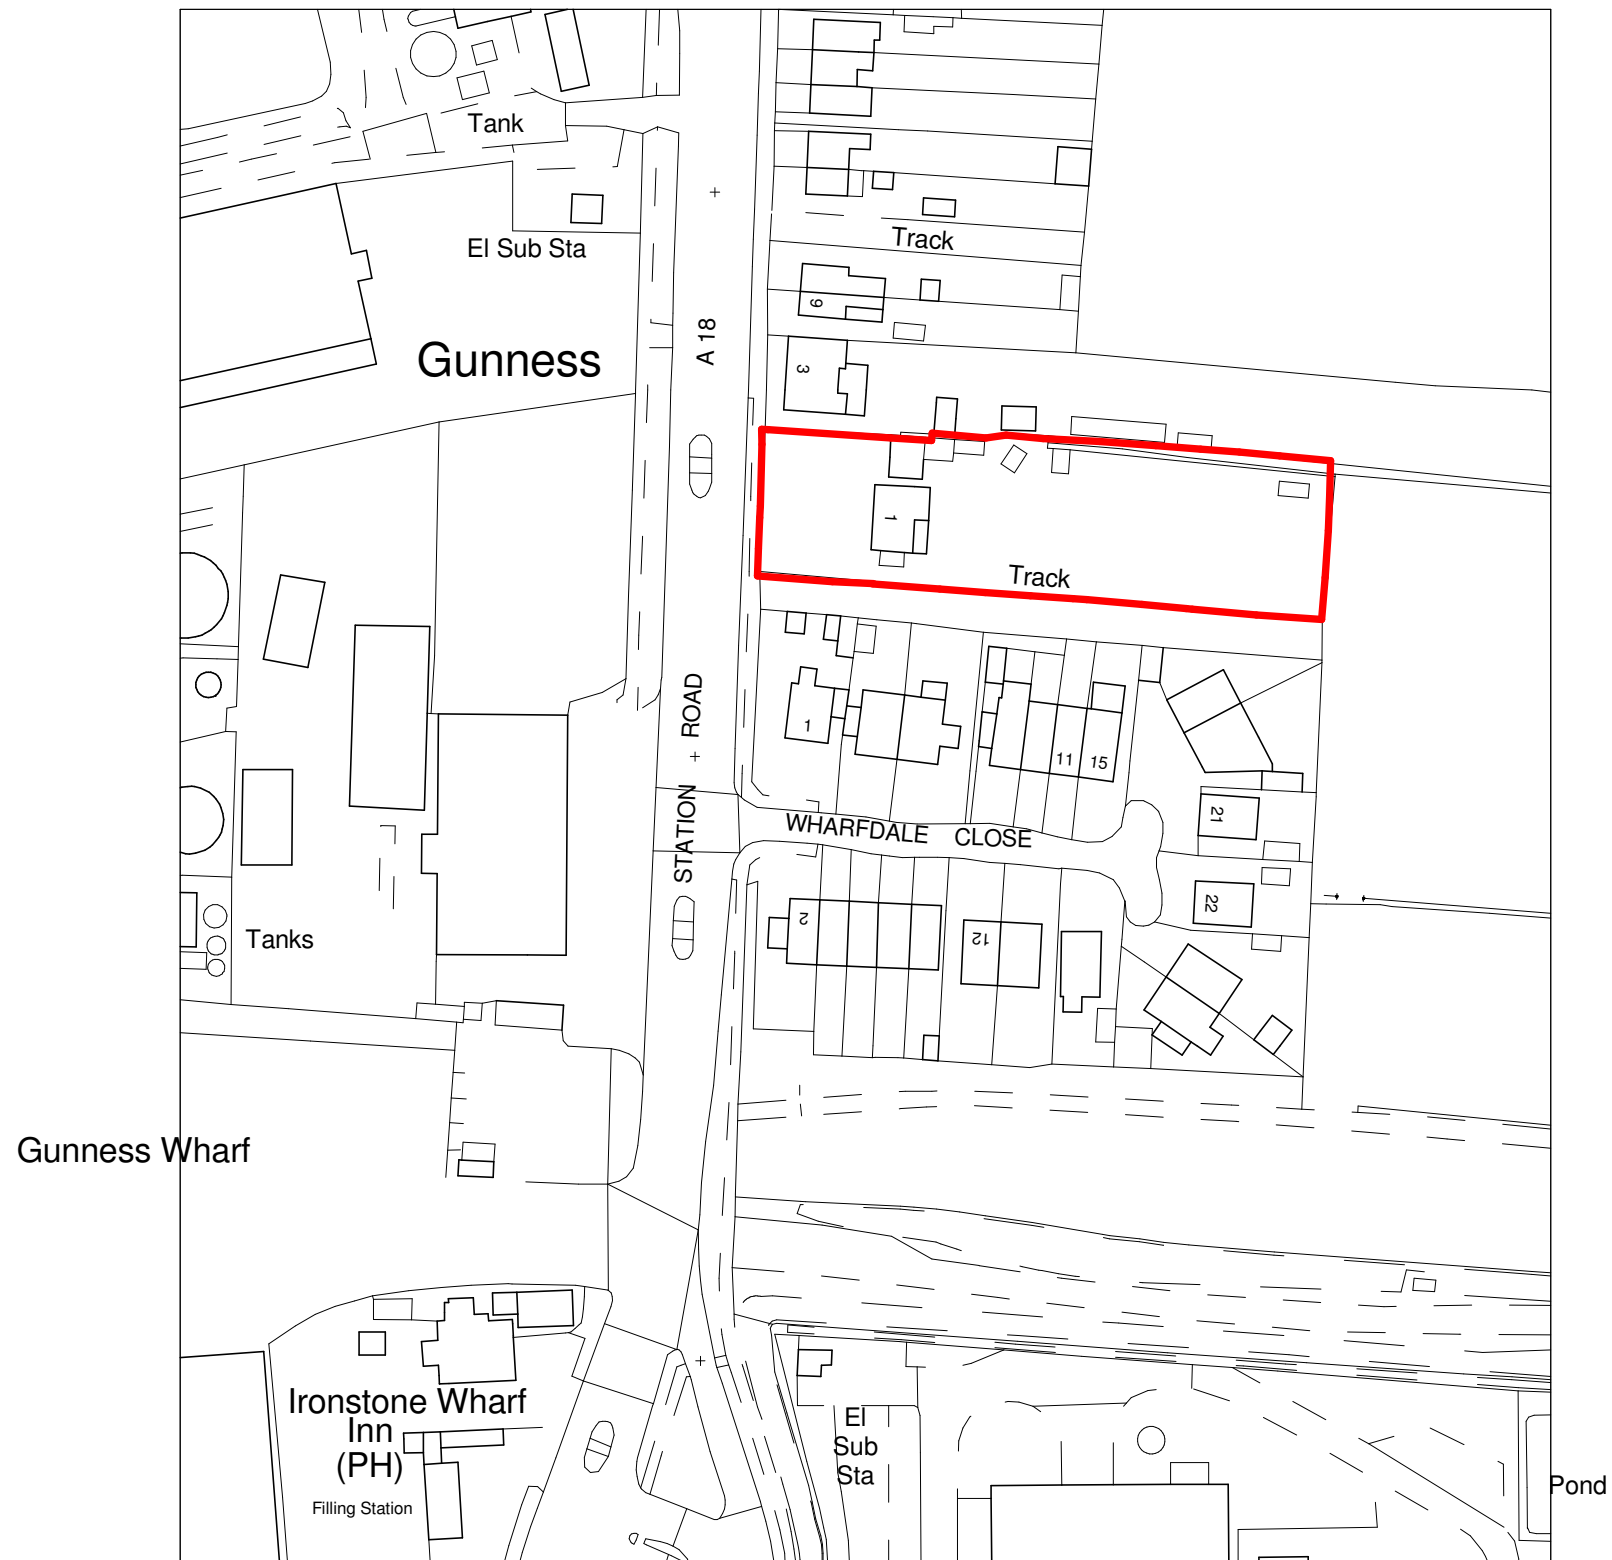 Tank
El Sub Sta
Track
9
A 18
Gunness
3
1
Track
STATION ROAD
1
11
15
21
WHARFDALE CLOSE
22
2
12
Tanks
Gunness Wharf
Ironstone Wharf
Inn
(PH)
Filling Station
El
Sub
Sta
Pond